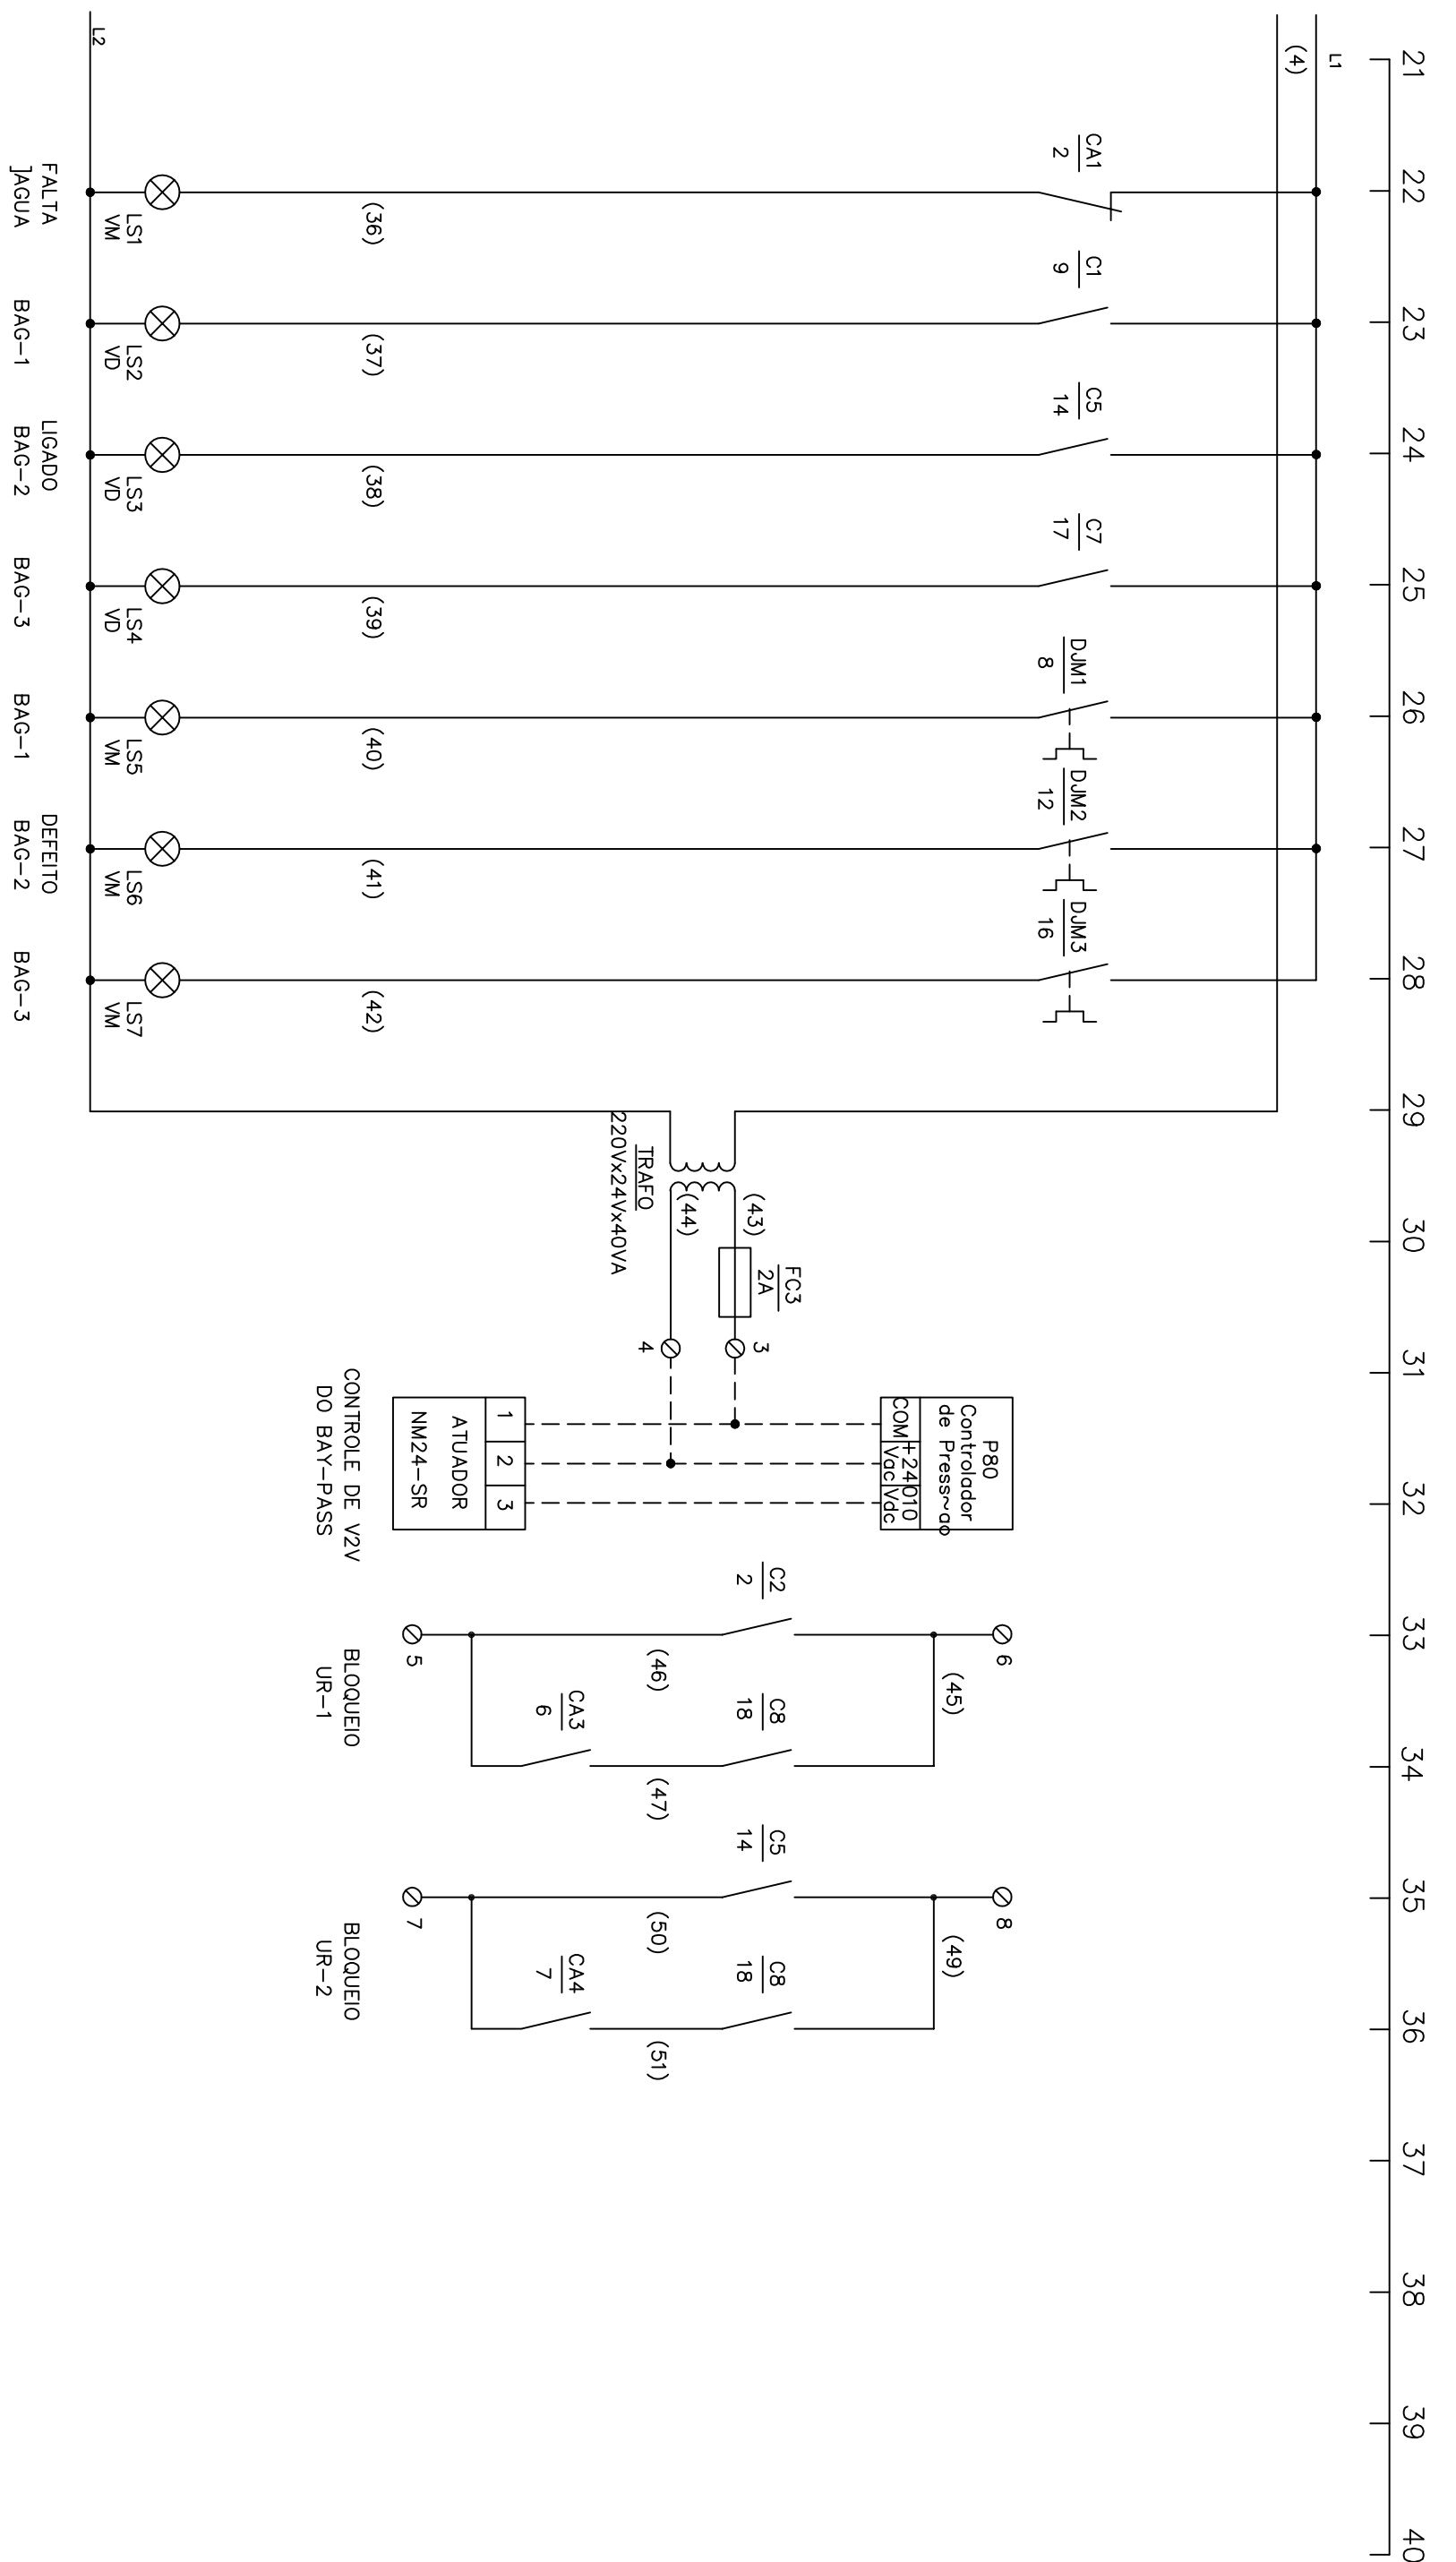 21
22
23
24
25
26
27
28
29
30
31
32
33
34
35
36
37
38
39
40
L1
(4)
CA1
2
C1
9
C5
14
C7
17
DJM1
8
DJM2
12
DJM3
16
(36)
(37)
(38)
(39)
(40)
(41)
(42)
LS1
VM
LS2
VD
LS3
VD
LS4
VD
LS5
VM
LS6
VM
LS7
VM
L2
FALTA
]AGUA
BAG-1
LIGADO
BAG-2
BAG-3
BAG-1
DEFEITO
BAG-2
BAG-3
TRAFO
220Vx24Vx40VA
(43)
(44)
FC3
2A
3
4
P80
Controlador
de Press~ao
COM
+24
Vac
010
Vdc
1
2
3
ATUADOR
NM24-SR
CONTROLE DE V2V
DO BAY-PASS
6
(45)
C2
2
C8
18
(46)
(47)
CA3
6
5
BLOQUEIO
UR-1
8
(49)
C5
14
C8
18
(50)
(51)
CA4
7
7
BLOQUEIO
UR-2